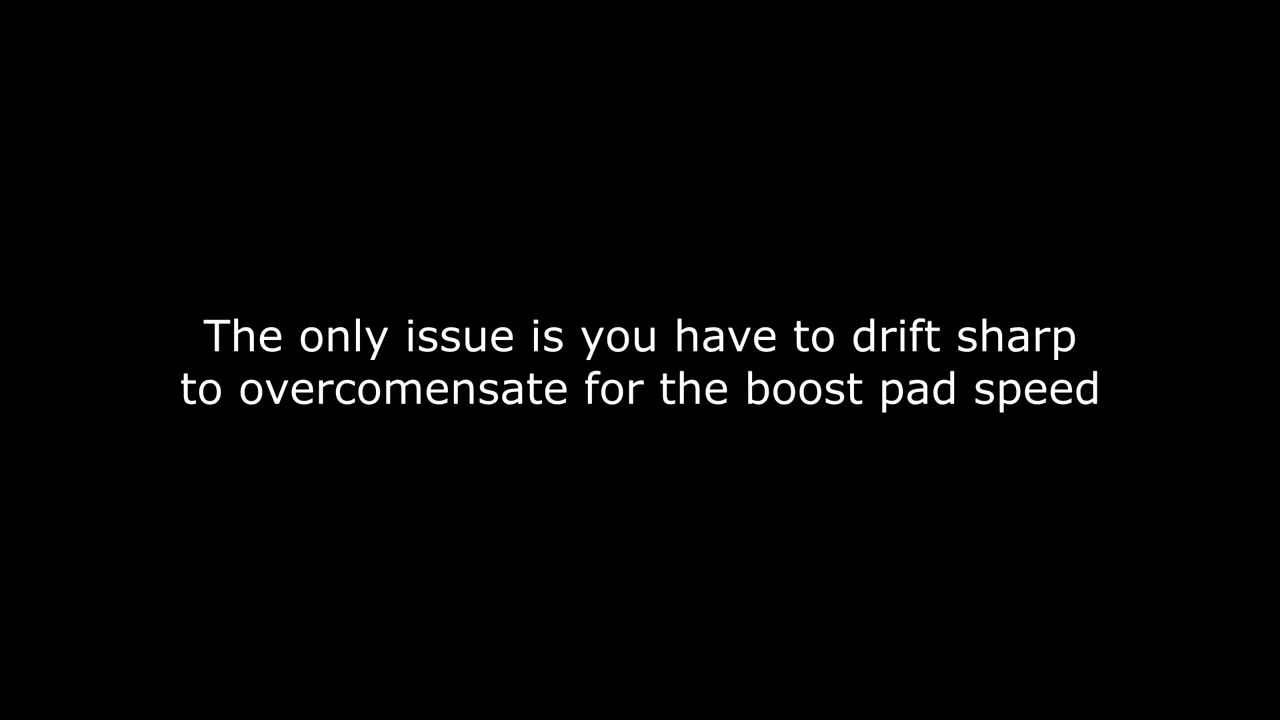 The only issue is you have to drift sharp
to overcomensate for the boost pad speed